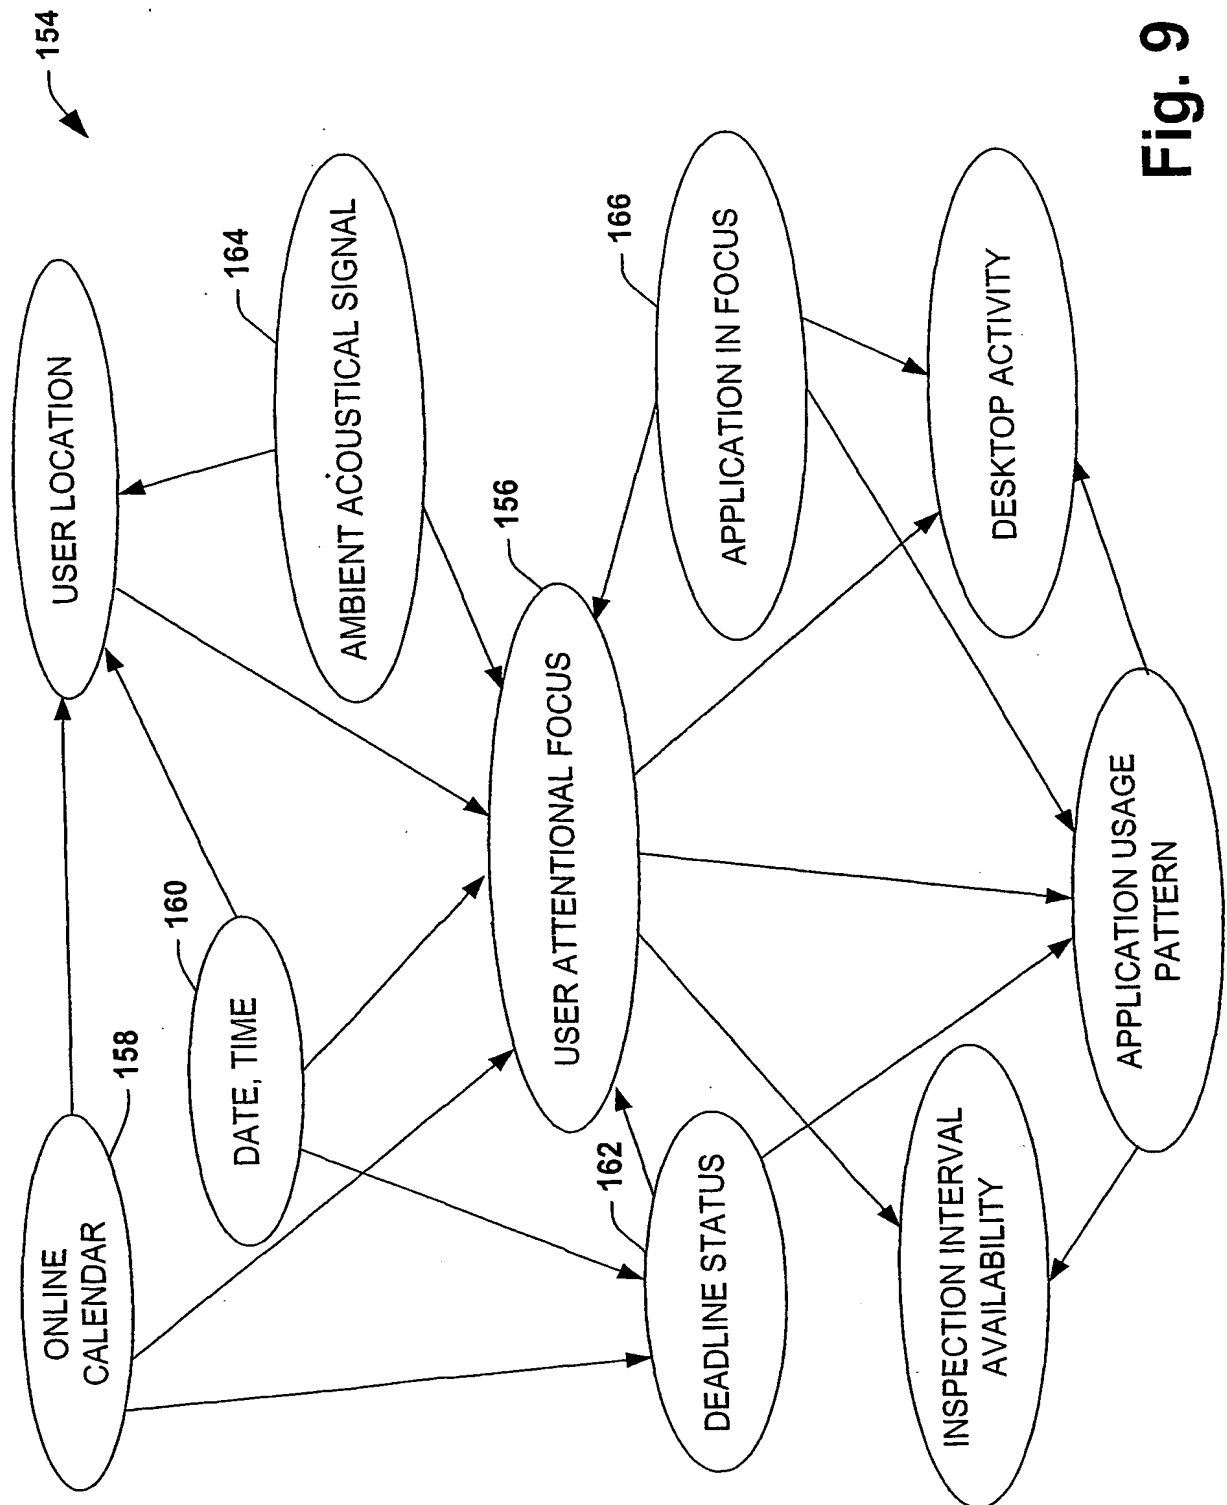 154
ONLINE
CALENDAR
158
USER LOCATION
160
DATE, TIME
164
AMBIENT ACOUSTICAL SIGNAL
156
USER ATTENTIONAL FOCUS
162
DEADLINE STATUS
166
APPLICATION IN FOCUS
INSPECTION INTERVAL
AVAILABILITY
DESKTOP ACTIVITY
APPLICATION USAGE
PATTERN
Fig. 9